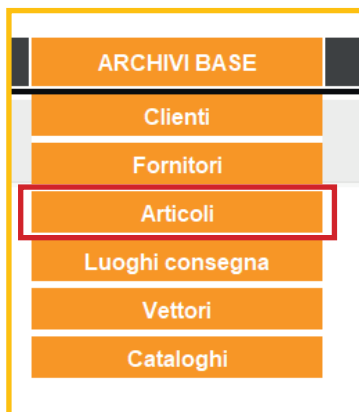 ARCHIVI BASE
Clienti
Fornitori
Articoli
Luoghi consegna
Vettori
Cataloghi